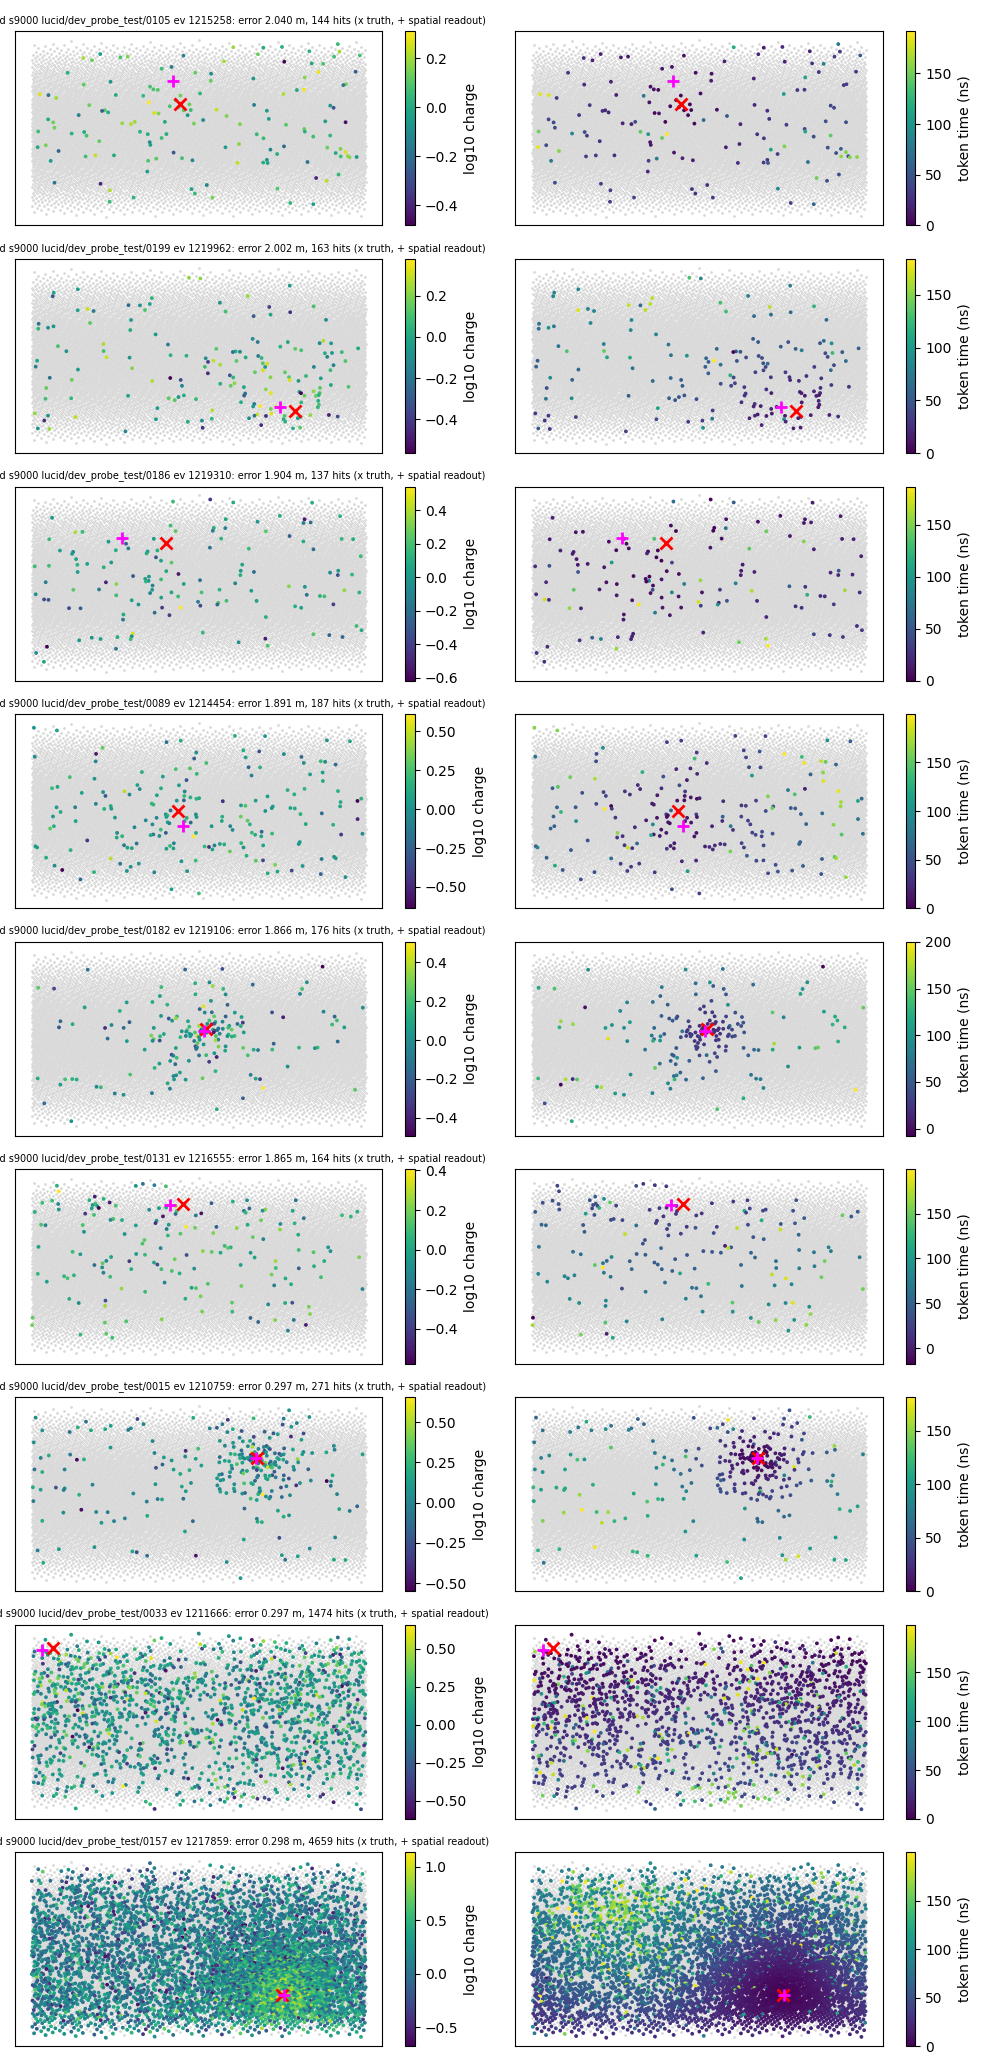 d s9000 lucid/dev_probe_test/0105 ev 1215258: error 2.040 m, 144 hits (x truth, + spatial readout)
0.2
0.0
−0.2
−0.4
log10 charge
150
100
50
0
token time (ns)
d s9000 lucid/dev_probe_test/0199 ev 1219962: error 2.002 m, 163 hits (x truth, + spatial readout)
0.2
0.0
−0.2
−0.4
log10 charge
150
100
50
0
token time (ns)
d s9000 lucid/dev_probe_test/0186 ev 1219310: error 1.904 m, 137 hits (x truth, + spatial readout)
0.4
0.2
0.0
−0.2
−0.4
−0.6
log10 charge
150
100
50
0
token time (ns)
d s9000 lucid/dev_probe_test/0089 ev 1214454: error 1.891 m, 187 hits (x truth, + spatial readout)
0.50
0.25
0.00
−0.25
−0.50
log10 charge
150
100
50
0
token time (ns)
d s9000 lucid/dev_probe_test/0182 ev 1219106: error 1.866 m, 176 hits (x truth, + spatial readout)
0.4
0.2
0.0
−0.2
−0.4
log10 charge
200
150
100
50
0
token time (ns)
d s9000 lucid/dev_probe_test/0131 ev 1216555: error 1.865 m, 164 hits (x truth, + spatial readout)
0.4
0.2
0.0
−0.2
−0.4
log10 charge
150
100
50
0
token time (ns)
d s9000 lucid/dev_probe_test/0015 ev 1210759: error 0.297 m, 271 hits (x truth, + spatial readout)
0.50
0.25
0.00
−0.25
−0.50
log10 charge
150
100
50
0
token time (ns)
d s9000 lucid/dev_probe_test/0033 ev 1211666: error 0.297 m, 1474 hits (x truth, + spatial readout)
0.50
0.25
0.00
−0.25
−0.50
log10 charge
150
100
50
0
token time (ns)
d s9000 lucid/dev_probe_test/0157 ev 1217859: error 0.298 m, 4659 hits (x truth, + spatial readout)
1.0
0.5
0.0
−0.5
log10 charge
150
100
50
0
token time (ns)